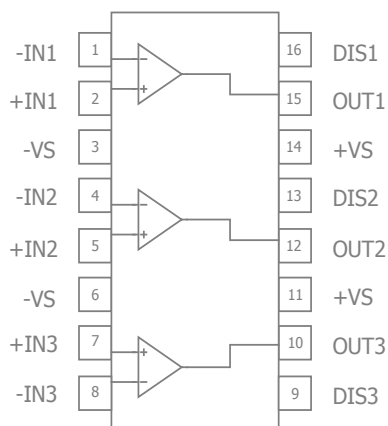 -IN1 1 16 DIS1
+IN1 2 15 OUT1
-VS 3 14 +VS
-IN2 4 13 DIS2
+IN2 5 12 OUT2
-VS 6 11 +VS
+IN3 7 10 OUT3
-IN3 8 9 DIS3